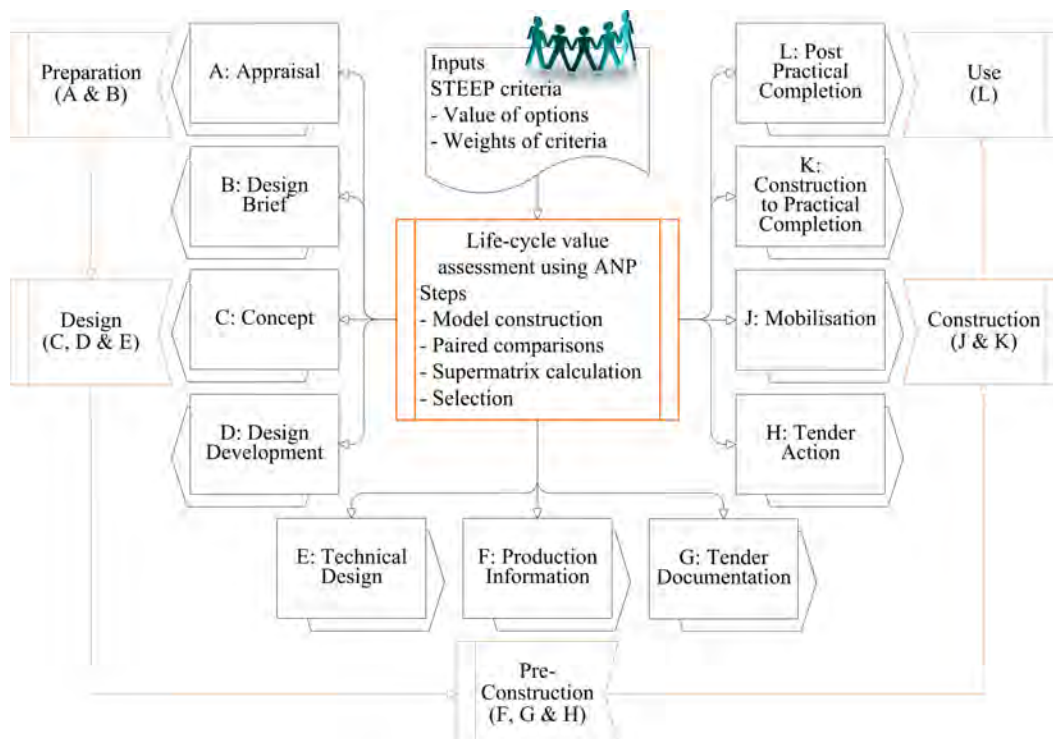 Preparation
(A & B)
A: Appraisal
Inputs
STEEP criteria
- Value of options
- Weights of criteria
L: Post
Practical
Completion
Use
(L)
B: Design
Brief
K:
Construction
to Practical
Completion
Life-cycle value
assessment using ANP
Steps
- Model construction
- Paired comparisons
- Supermatrix calculation
- Selection
Design
(C, D & E)
C: Concept
J: Mobilisation
Construction
(J & K)
D: Design
Development
H: Tender
Action
E: Technical
Design
F: Production
Information
G: Tender
Documentation
Pre-
Construction
(F, G & H)